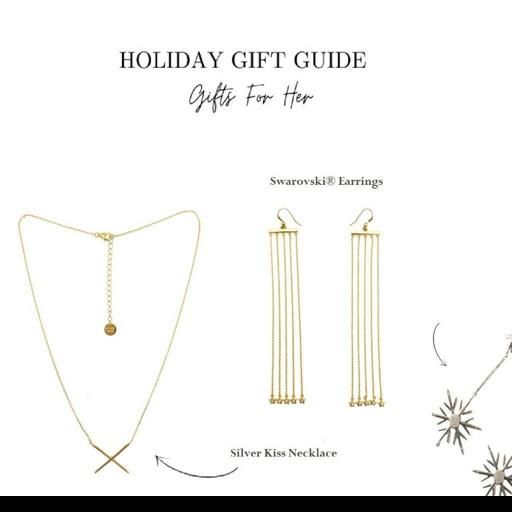 HOLIDAY GIFT GUIDE
Gifts For Her
Swarovski® Earrings
Silver Kiss Necklace